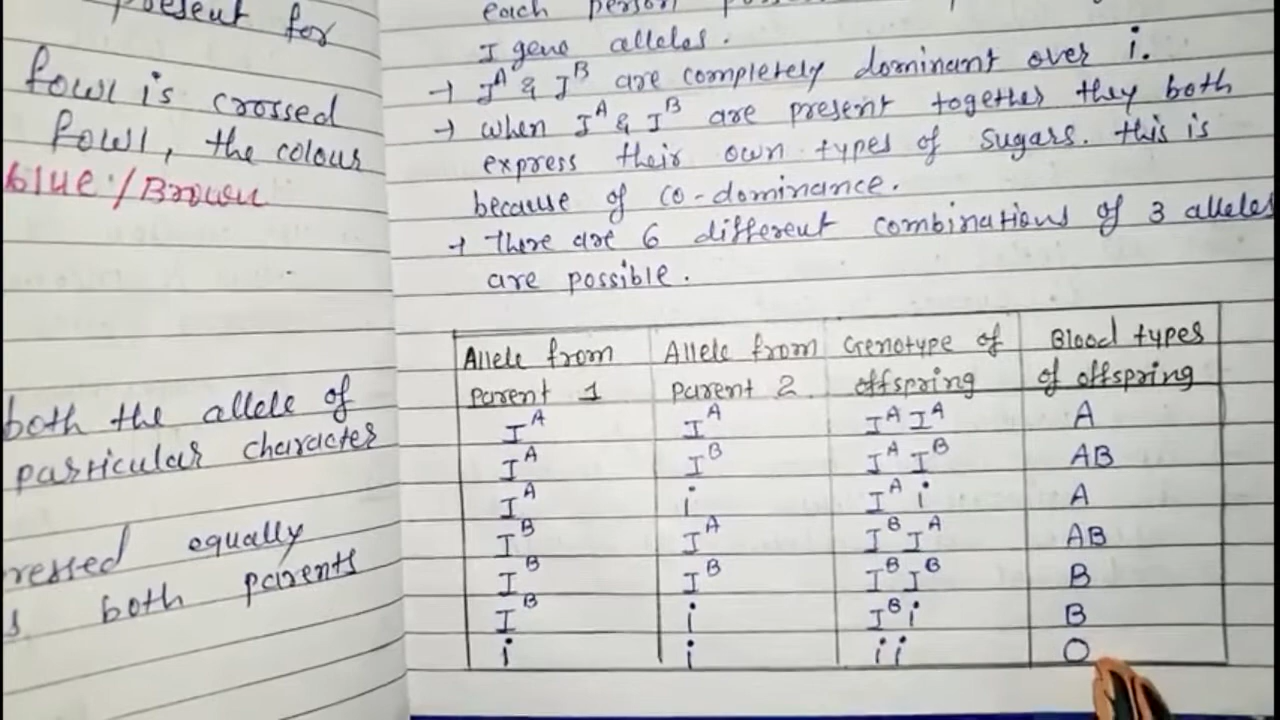 present for
fowl is crossed
fowl, the colour
blue/Brown
both the allele of
particular character
ressed equally
both parents
each person
I gene alleles.
→ I^A & I^B are completely dominant over i.
→ when I^A & I^B are present together they both
express their own types of sugars. this is
because of co-dominance.
→ There are 6 different combinations of 3 alleles
are possible.
Allele from parent 1 | Allele from parent 2 | Genotype of offspring | Blood types of offspring
I^A | I^A | I^A I^A | A
I^A | I^B | I^A I^B | AB
I^A | i | I^A i | A
I^B | I^A | I^B I^A | AB
I^B | I^B | I^B I^B | B
I^B | i | I^B i | B
i | i | ii | O